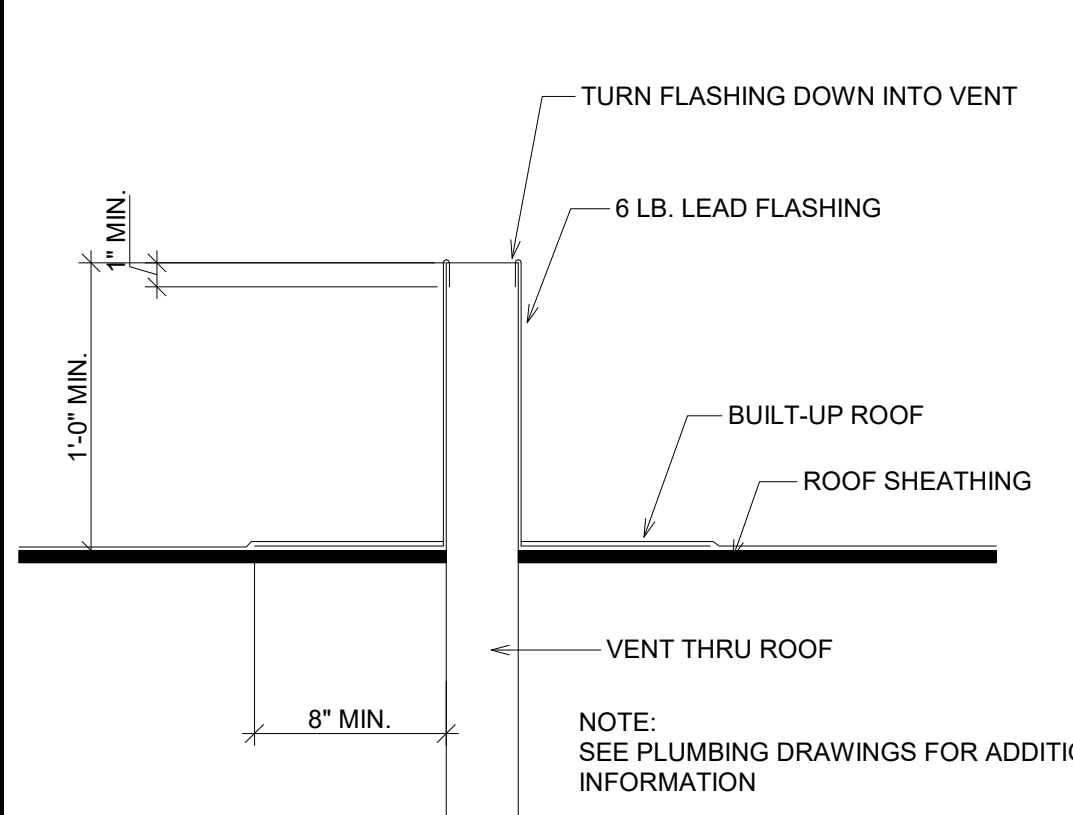 TURN FLASHING DOWN INTO VENT
1" MIN.
6 LB. LEAD FLASHING
1'-0" MIN.
BUILT-UP ROOF
ROOF SHEATHING
VENT THRU ROOF
8" MIN.
NOTE:
SEE PLUMBING DRAWINGS FOR
INFORMATION